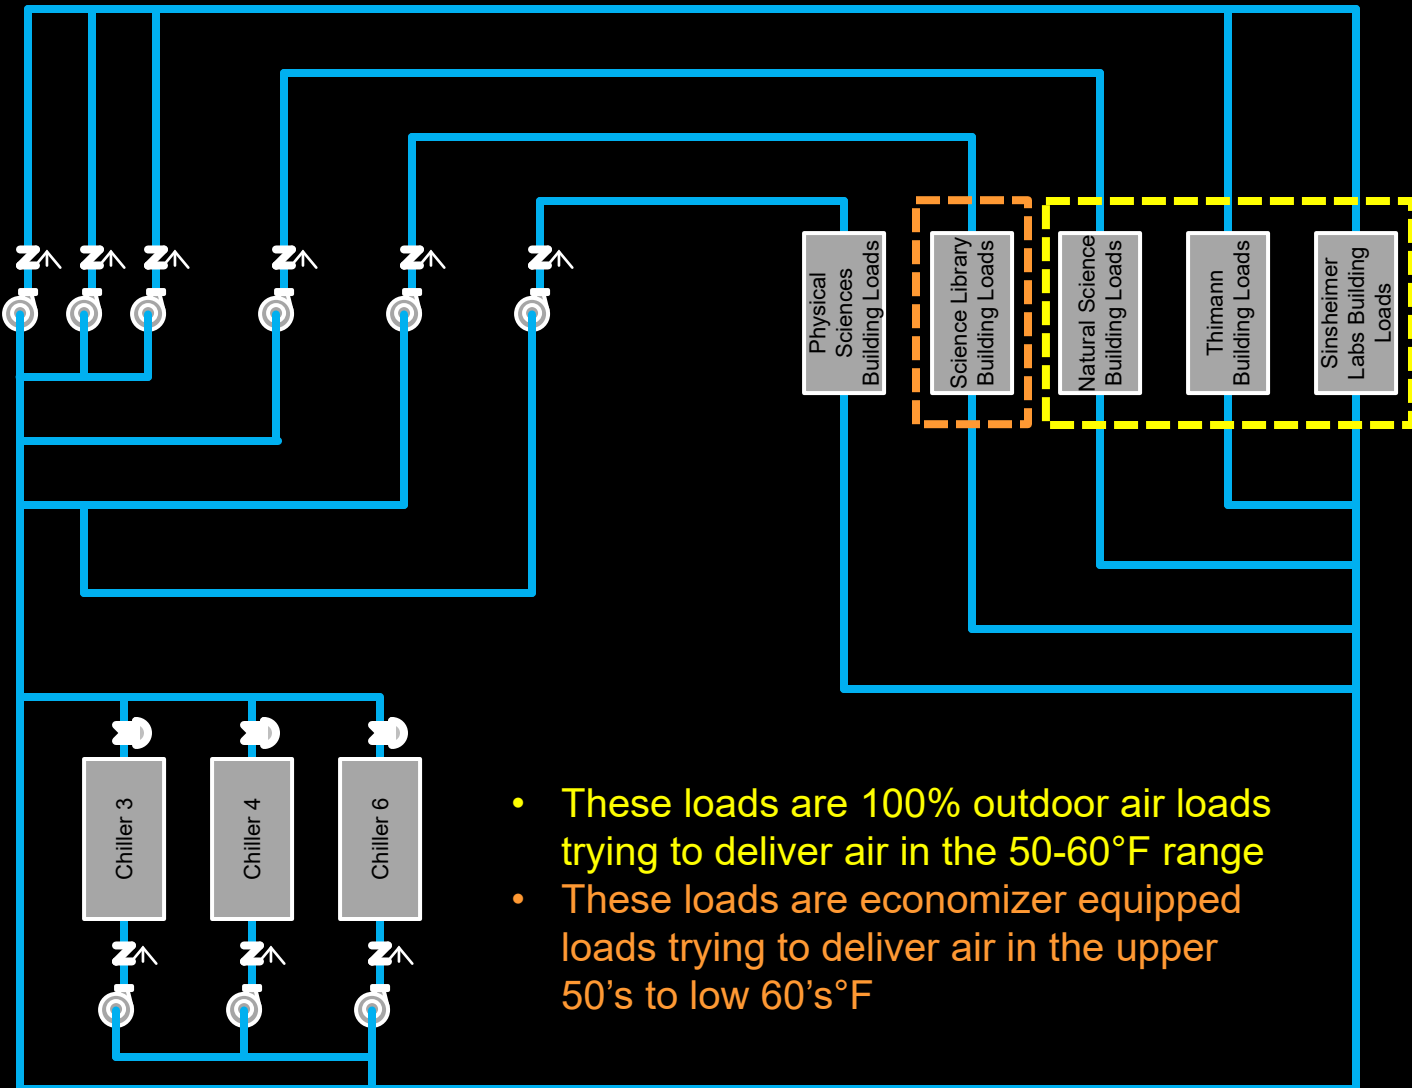 Physical
Sciences
Building Loads
Science Library
Building Loads
Natural Science
Building Loads
Thimann
Building Loads
Sinsheimer
Labs Building
Loads
Chiller 3
Chiller 4
Chiller 6
• These loads are 100% outdoor air loads
trying to deliver air in the 50-60°F range
• These loads are economizer equipped
loads trying to deliver air in the upper
50’s to low 60’s°F